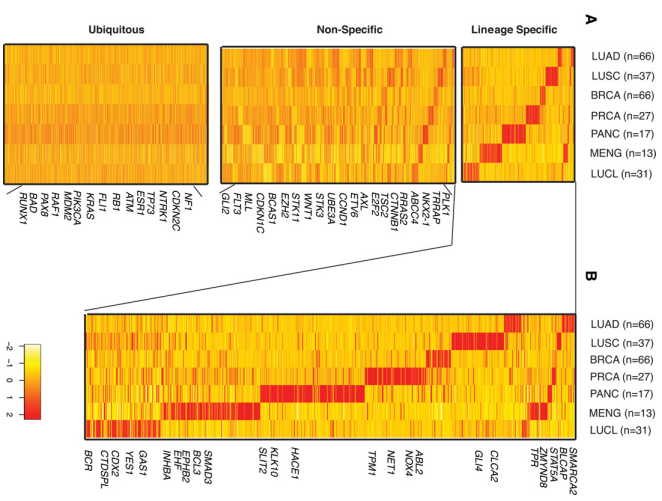 A
Ubiquitous
Non-Specific
Lineage Specific
LUAD (n=66)
LUSC (n=37)
BRCA (n=66)
PRCA (n=27)
PANC (n=17)
MENG (n=13)
LUCL (n=31)
RUNX1
BAD
PAX8
RAF1
MDM2
PIK3CA
KRAS
FLI1
RB1
ATM
ESR1
TP73
NTRK1
CDKN2C
NF1
GLI2
FLT3
MLL
CDKN1C
BCAS1
EZH2
STK11
WNT1
STK3
UBE3A
CCND1
ETV6
AXL
E2F2
TSC2
CTNNB1
RRAS2
ABCC4
NKX2-1
TRRAP
PLK1
B
LUAD (n=66)
LUSC (n=37)
BRCA (n=66)
PRCA (n=27)
PANC (n=17)
MENG (n=13)
LUCL (n=31)
-2
-1
0
1
2
BCR
CTDSPL
CDX2
YES1
GAS1
INHBA
EHF
EPHB2
BCL3
SMAD3
SLIT2
KLK10
HACE1
TPM1
NET1
NOX4
ABL2
GLI4
CLCA2
TPR
ZMYND8
STAT5A
BLCAP
SMARCA2